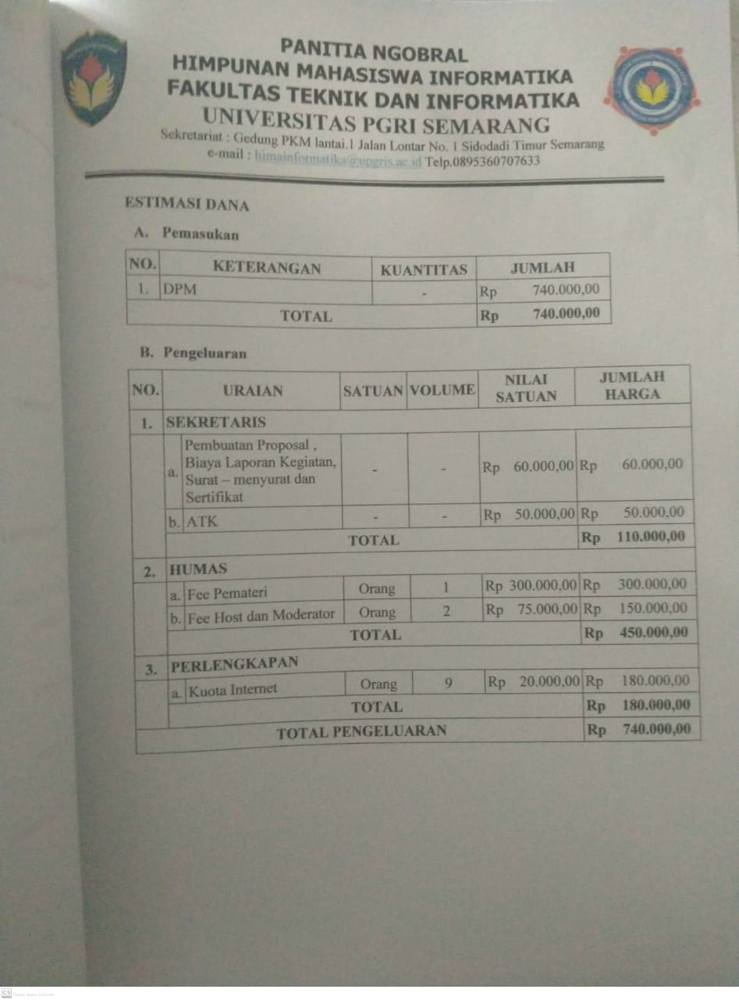 PANITIA NGOBRAL
HIMPUNAN MAHASISWA INFORMATIKA
FAKULTAS TEKNIK DAN INFORMATIKA
UNIVERSITAS PGRI SEMARANG
Sekretariat : Gedung PKM lantai.1 Jalan Lontar No. 1 Sidodadi Timur Semarang
e-mail : himainformatika@upgris.ac.id Telp.0895360707633
ESTIMASI DANA
A. Pemasukan
NO. KETERANGAN KUANTITAS JUMLAH
1. DPM - Rp 740.000,00
TOTAL Rp 740.000,00
B. Pengeluaran
NO. URAIAN SATUAN VOLUME NILAI SATUAN JUMLAH HARGA
1. SEKRETARIS
a. Pembuatan Proposal ,
Biaya Laporan Kegiatan,
Surat – menyurat dan
Sertifikat
- - Rp 60.000,00 Rp 60.000,00
b. ATK - - Rp 50.000,00 Rp 50.000,00
TOTAL Rp 110.000,00
2. HUMAS
a. Fee Pemateri Orang 1 Rp 300.000,00 Rp 300.000,00
b. Fee Host dan Moderator Orang 2 Rp 75.000,00 Rp 150.000,00
TOTAL Rp 450.000,00
3. PERLENGKAPAN
a. Kuota Internet Orang 9 Rp 20.000,00 Rp 180.000,00
TOTAL Rp 180.000,00
TOTAL PENGELUARAN Rp 740.000,00
CS